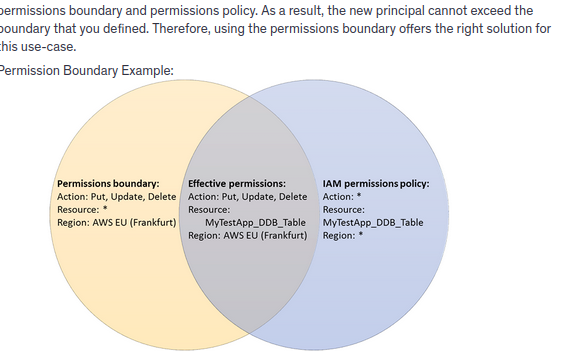 permissions boundary and permissions policy. As a result, the new principal cannot exceed the
boundary that you defined. Therefore, using the permissions boundary offers the right solution for
this use-case.
Permission Boundary Example:
Permissions boundary:
Action: Put, Update, Delete
Resource: *
Region: AWS EU (Frankfurt)
Effective permissions:
Action: Put, Update, Delete
Resource:
MyTestApp_DDB_Table
Region: AWS EU (Frankfurt)
IAM permissions policy:
Action: *
Resource:
MyTestApp_DDB_Table
Region: *